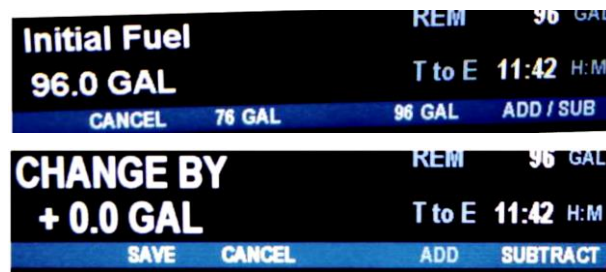 REM 96 GAL
Initial Fuel
96.0 GAL
T to E 11:42 H:M
CANCEL 76 GAL 96 GAL ADD / SUB
REM 96 GAL
CHANGE BY
+ 0.0 GAL
T to E 11:42 H:M
SAVE CANCEL ADD SUBTRACT